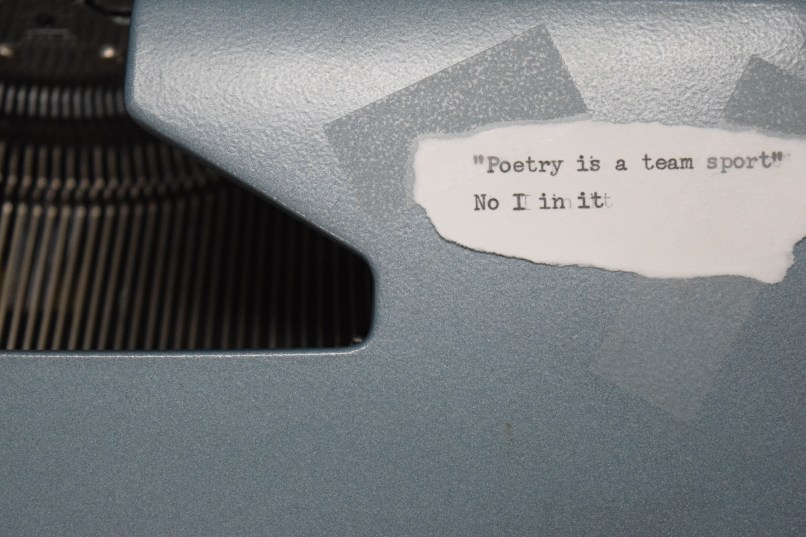 "Poetry is a team sport"
No I in it